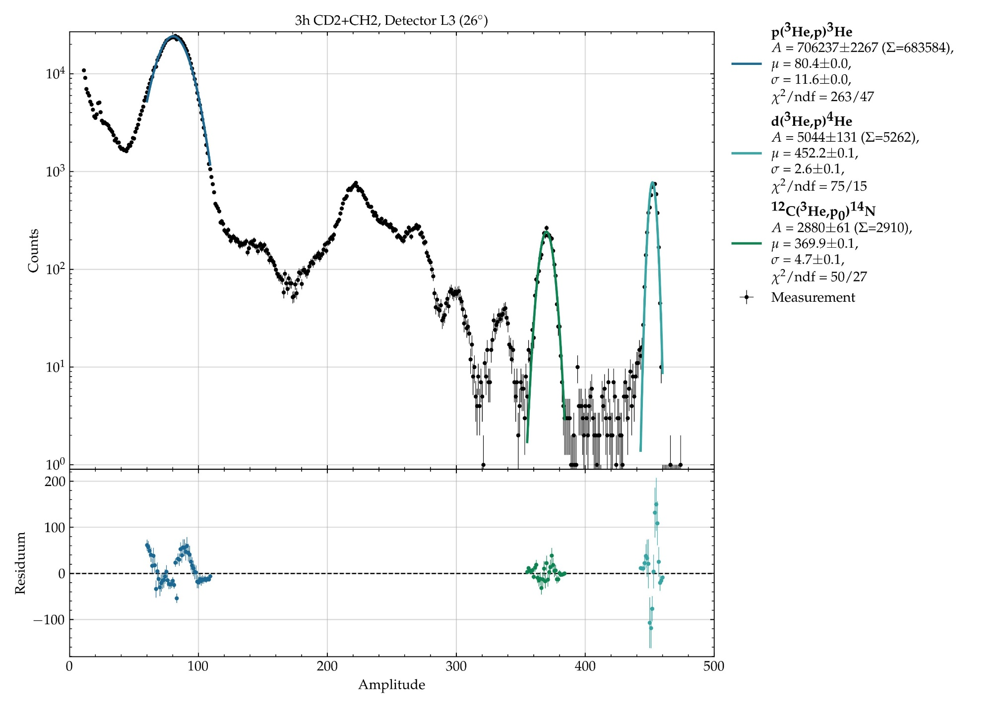 3h CD2+CH2, Detector L3 (26°)
Counts
10⁴
10³
10²
10¹
10⁰
p(³He,p)³He
A = 706237±2267 (Σ=683584),
μ = 80.4±0.0,
σ = 11.6±0.0,
χ²/ndf = 263/47
d(³He,p)⁴He
A = 5044±131 (Σ=5262),
μ = 452.2±0.1,
σ = 2.6±0.1,
χ²/ndf = 75/15
¹²C(³He,p₀)¹⁴N
A = 2880±61 (Σ=2910),
μ = 369.9±0.1,
σ = 4.7±0.1,
χ²/ndf = 50/27
Measurement
Residuum
200
100
0
−100
0 100 200 300 400 500
Amplitude